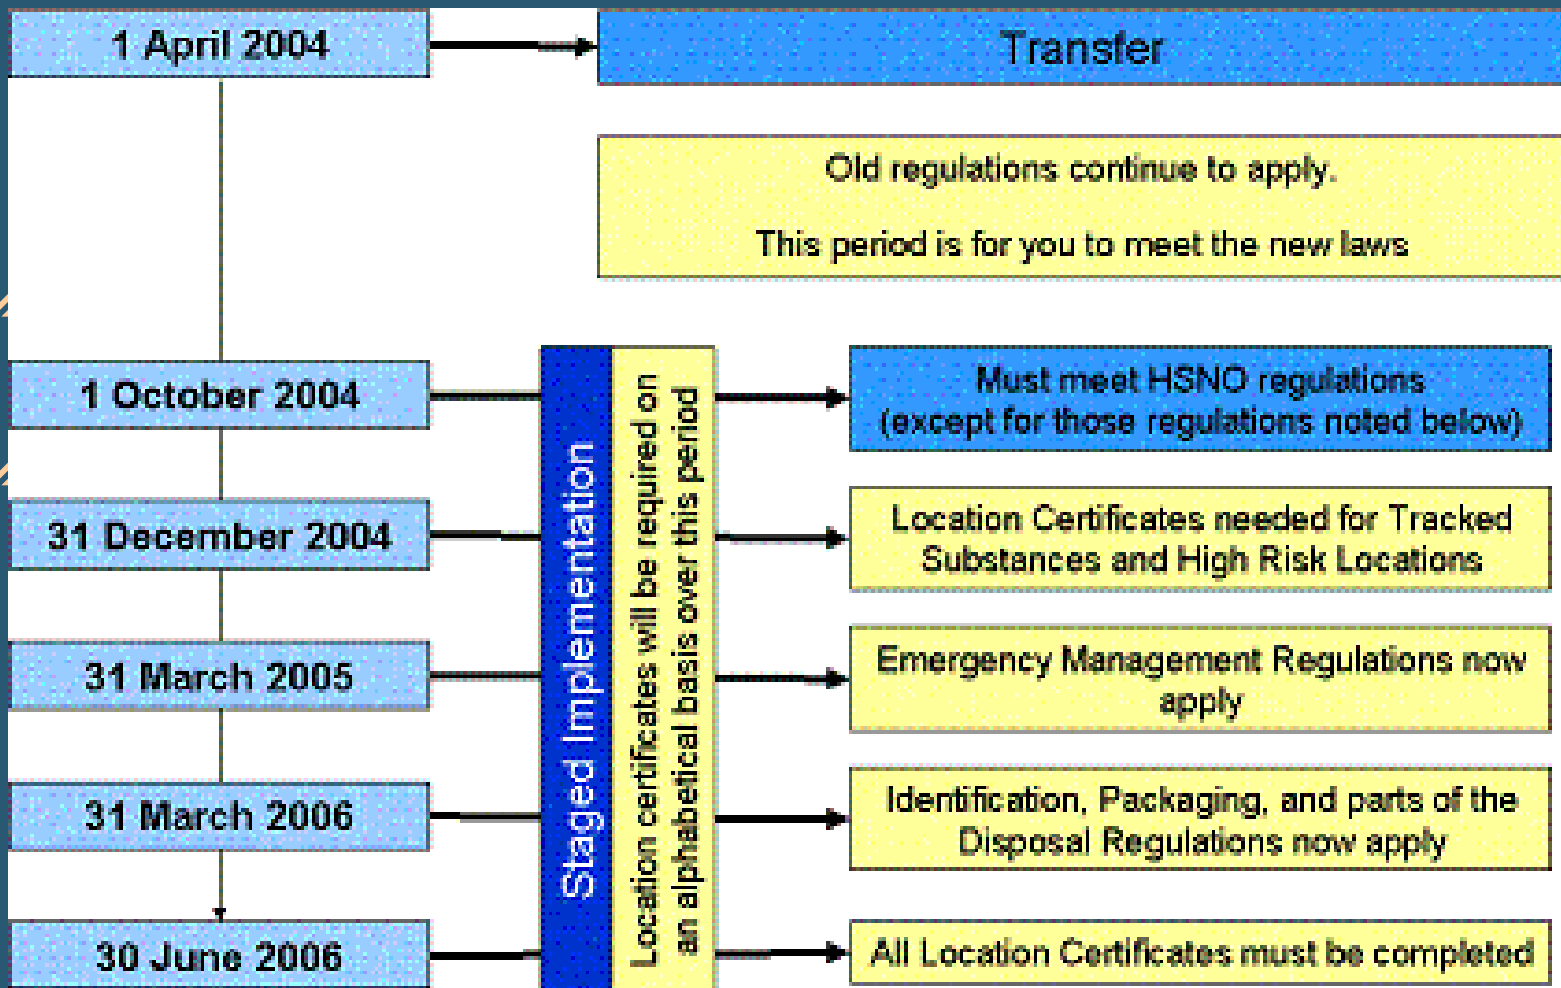 1 April 2004
Transfer
Old regulations continue to apply.
This period is for you to meet the new laws
Staged Implementation
Location certificates will be required on
an alphabetical basis over this period
1 October 2004
Must meet HSNO regulations
(except for those regulations noted below)
31 December 2004
Location Certificates needed for Tracked
Substances and High Risk Locations
31 March 2005
Emergency Management Regulations now
apply
31 March 2006
Identification, Packaging, and parts of the
Disposal Regulations now apply
30 June 2006
All Location Certificates must be completed